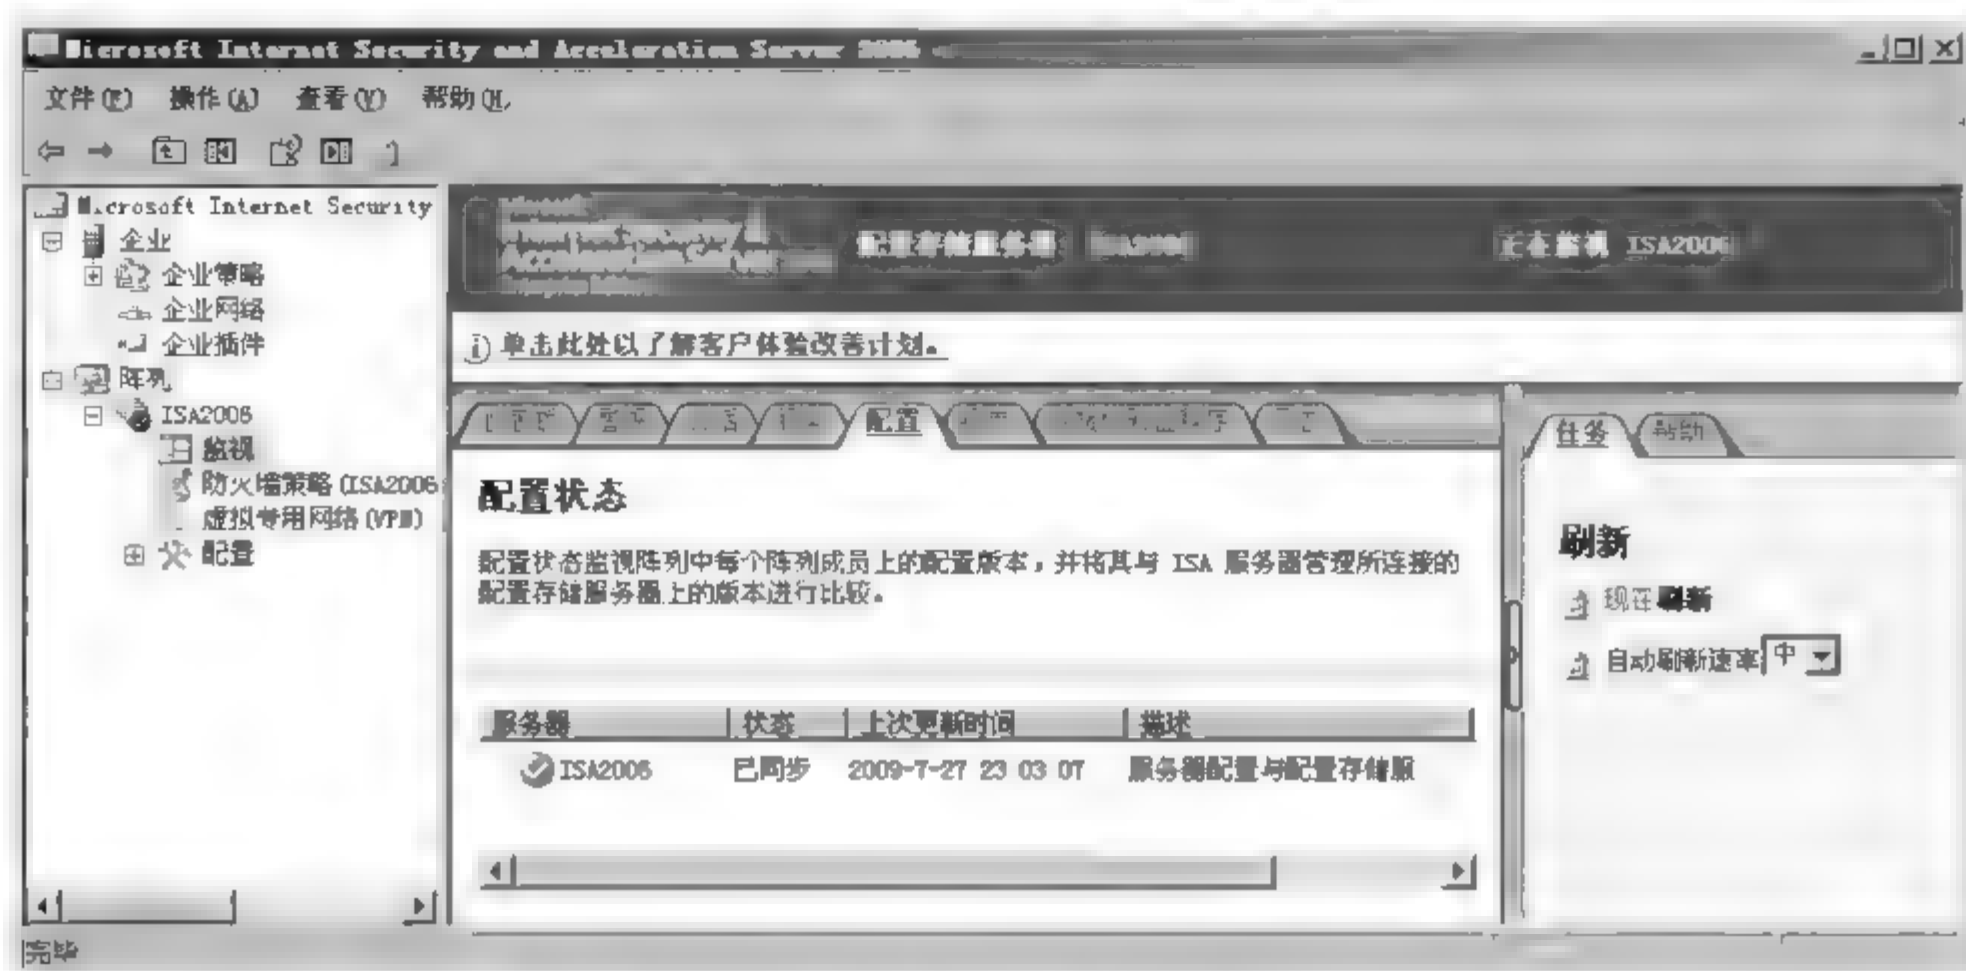 Microsoft Internet Security and Acceleration Server 2006
文件(F) 操作(A) 查看(V) 帮助(H)
Microsoft Internet Security
企业
企业策略
企业网络
企业插件
阵列
ISA2006
监视
防火墙策略(ISA2006
虚拟专用网络(VPN)
配置
配置存储服务器 ISA2006 正在监视 ISA2006
单击此处以了解客户体验改善计划。
配置
配置状态
配置状态监视阵列中每个阵列成员上的配置版本，并将其与 ISA 服务器管理所连接的
配置存储服务器上的版本进行比较。
服务器 状态 上次更新时间 描述
ISA2006 已同步 2009-7-27 23 03 07 服务器配置与配置存储服
任务 帮助
刷新
现在刷新
自动刷新速率 中
完毕